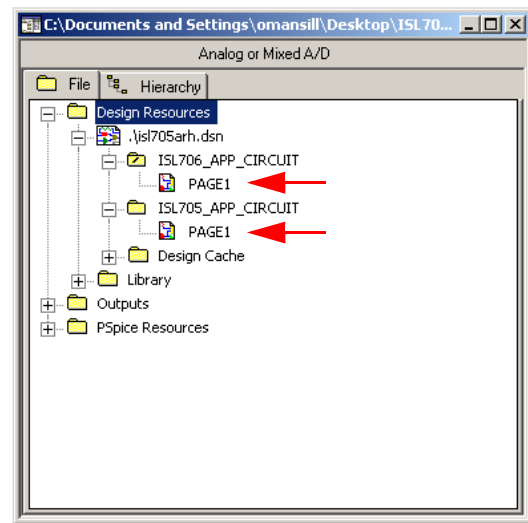 C:\Documents and Settings\omansill\Desktop\ISL70...
Analog or Mixed A/D
File Hierarchy
Design Resources
.\isl705arh.dsn
ISL706_APP_CIRCUIT
PAGE1
ISL705_APP_CIRCUIT
PAGE1
Design Cache
Library
Outputs
PSpice Resources